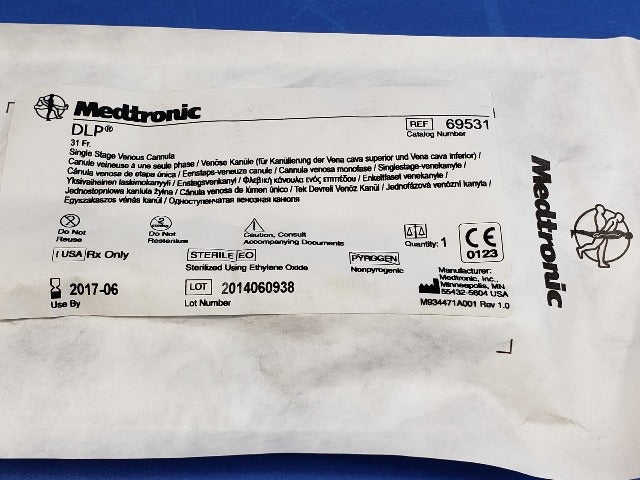 Medtronic
DLP®
REF 69531
Catalog Number
31 Fr.
Single Stage Venous Cannula
Canule veineuse à une seule phase / Venöse Kanüle (für Kanülierung der Vena cava superior und Vena cava inferior) /
Cânula venosa de etapa única / Eenstaps-veneuze canule / Cannula venosa monofase / Singlestage-venekanyle /
Yksivaiheinen laskimokanyyli / Enstegsvenkanyl / Φλεβική κάνουλα ενός επιπέδου / Enkeltfaset venekanyle /
Jednostopniowa kaniula żylna / Cánula venosa de lúmen único / Tek Devreli Venöz Kanül / Jednofázová venózní kanyla /
Egyszakaszos vénás kanül / Одноступенчатая венозная канюля
Do Not
Reuse
2
Do Not
Resterilize
Caution, Consult
Accompanying Documents
Quantity: 1
CE
0123
! USA Rx Only
STERILE EO
Sterilized Using Ethylene Oxide
PYROGEN
Nonpyrogenic
Manufacturer:
Medtronic, Inc.,
Minneapolis, MN
55432-5604 USA
2017-06
Use By
LOT 2014060938
Lot Number
M934471A001 Rev 1.0
Medtronic